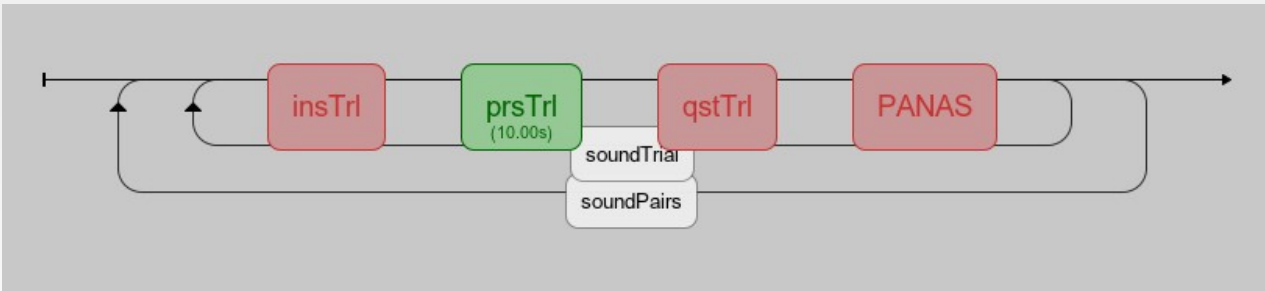 insTrl
prsTrl
(10.00s)
qstTrl
PANAS
soundTrial
soundPairs